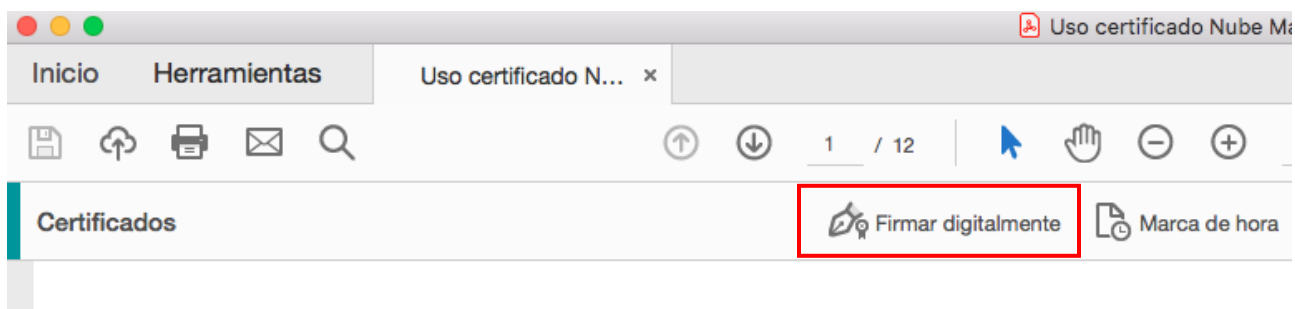 Uso certificado Nube Ma
Inicio Herramientas Uso certificado N... ×
1 / 12
Certificados Firmar digitalmente Marca de hora